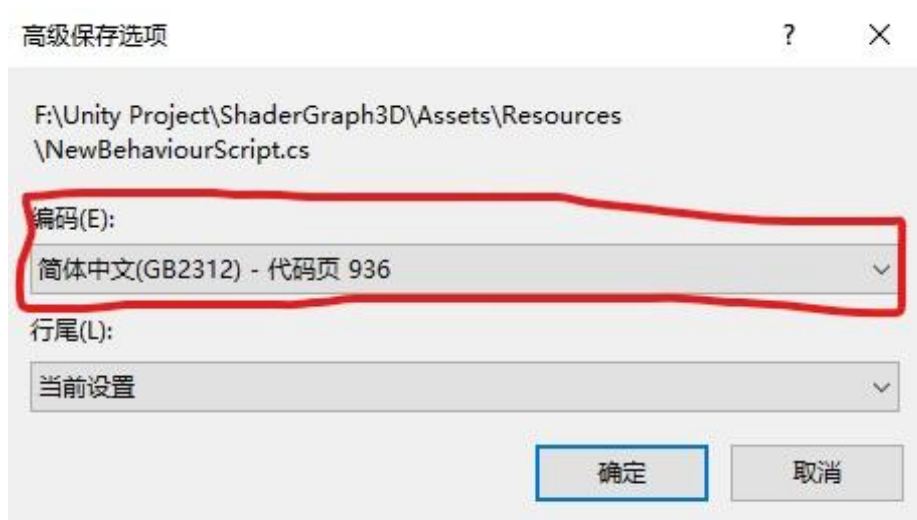 高级保存选项
?
×
F:\Unity Project\ShaderGraph3D\Assets\Resources
\NewBehaviourScript.cs
编码(E):
简体中文(GB2312) - 代码页 936
行尾(L):
当前设置
确定
取消